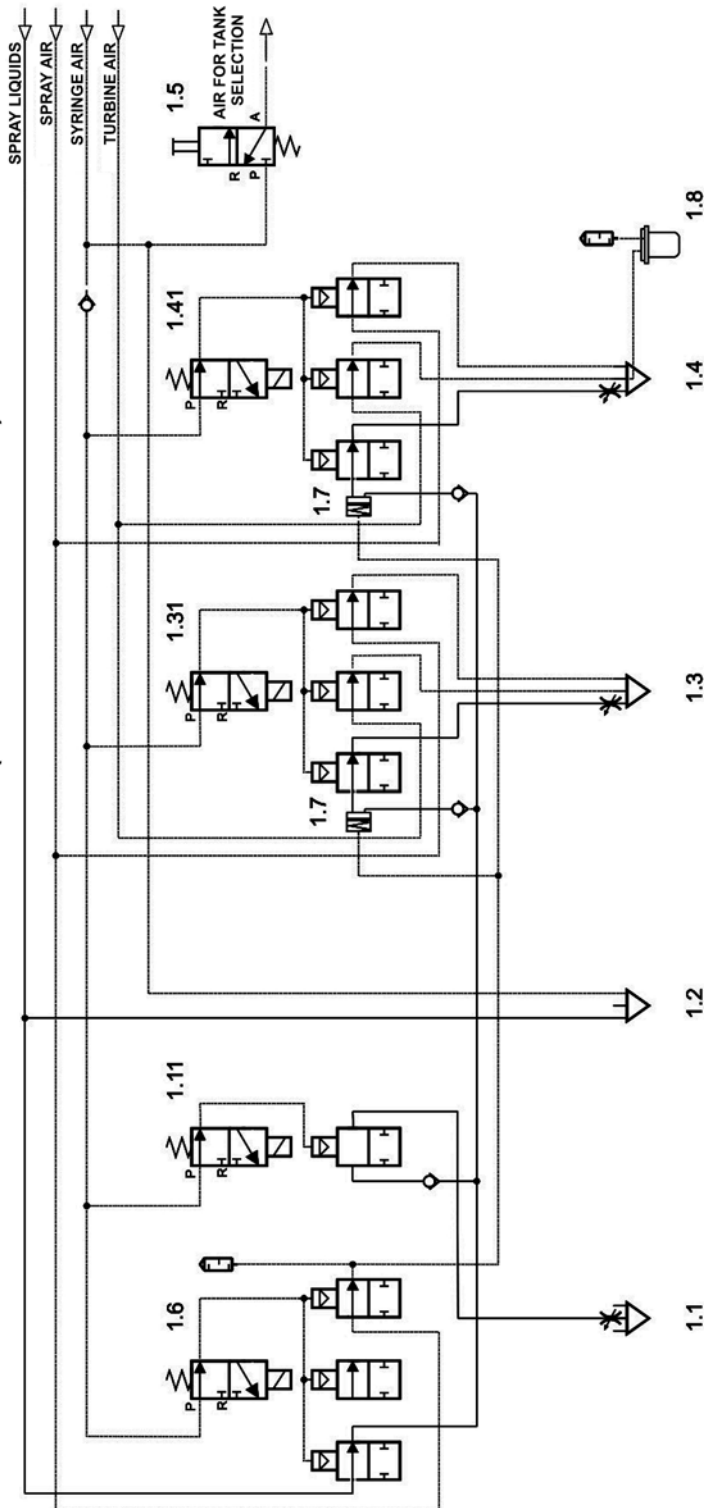 SPRAY LIQUIDS
SPRAY AIR
SYRINGE AIR
TURBINE AIR
1.5
AIR FOR TANK
SELECTION
R
P
A
1.41
P
R
1.7
1.8
1.4
1.31
P
R
1.7
1.3
1.2
1.11
P
R
1.6
P
R
1.1